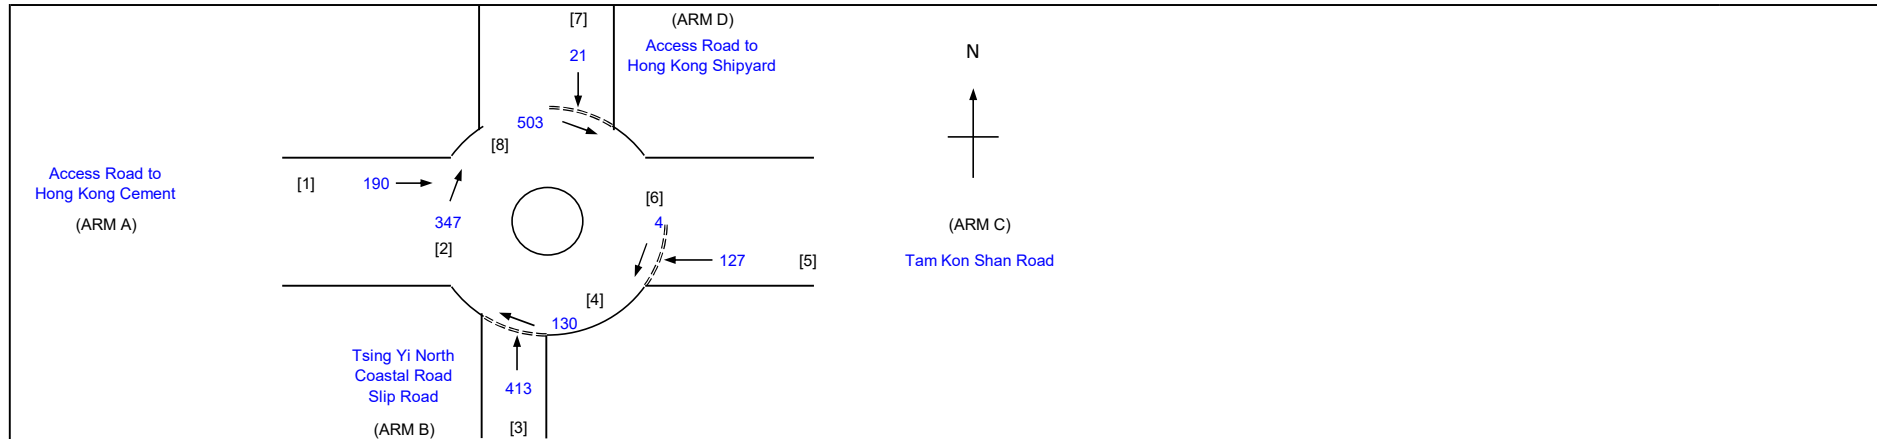 [7]
(ARM D)
21
Access Road to
Hong Kong Shipyard
N
503
[8]
Access Road to
Hong Kong Cement
(ARM A)
[1]
190
347
[2]
[6]
4
127
[5]
(ARM C)
Tam Kon Shan Road
[4]
130
Tsing Yi North
Coastal Road
Slip Road
(ARM B)
413
[3]